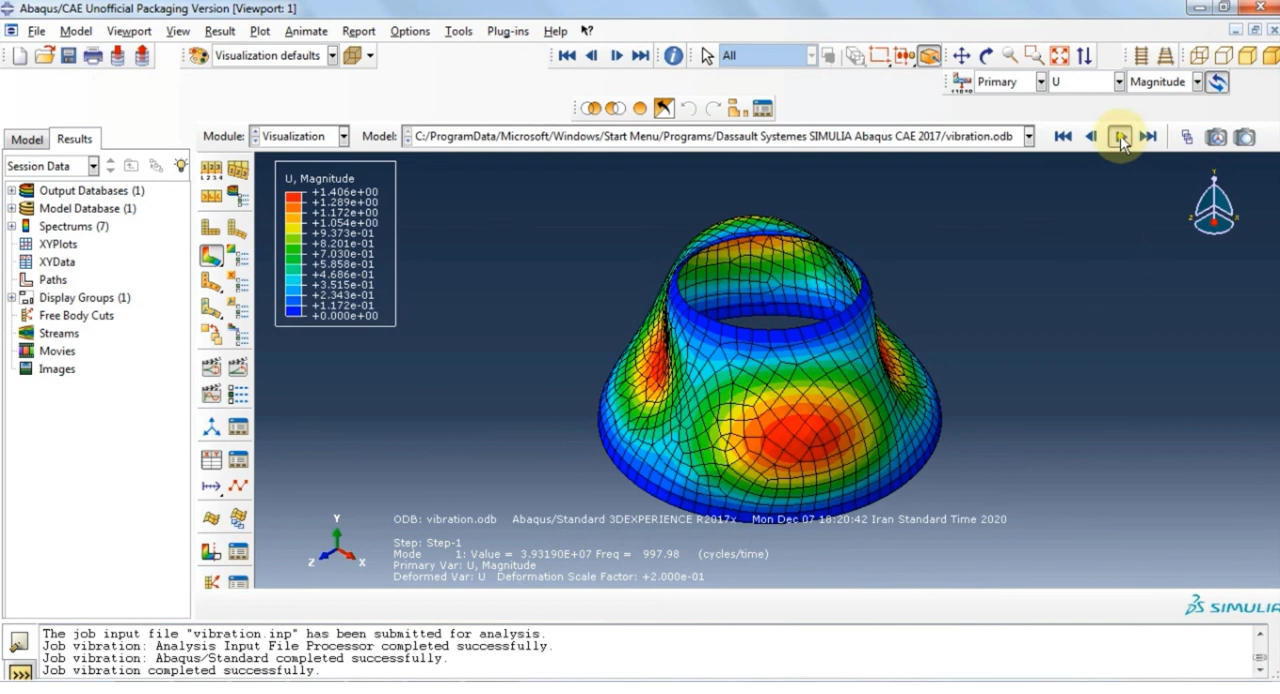 Abaqus/CAE Unofficial Packaging Version [Viewport: 1]
File Model Viewport View Result Plot Animate Report Options Tools Plug-ins Help
Visualization defaults All
Primary U Magnitude
Module: Visualization Model: C:/ProgramData/Microsoft/Windows/Start Menu/Programs/Dassault Systemes SIMULIA Abaqus CAE 2017/vibration.odb
Model Results
Session Data
Output Databases (1)
Model Database (1)
Spectrums (7)
XYPlots
XYData
Paths
Display Groups (1)
Free Body Cuts
Streams
Movies
Images
U, Magnitude
+1.406e+00
+1.289e+00
+1.172e+00
+1.054e+00
+9.373e-01
+8.201e-01
+7.030e-01
+5.858e-01
+4.686e-01
+3.515e-01
+2.343e-01
+1.172e-01
+0.000e+00
Y
Z X
Y
Z X
ODB: vibration.odb Abaqus/Standard 3DEXPERIENCE R2017x Mon Dec 07 18:20:42 Iran Standard Time 2020
Step: Step-1
Mode 1: Value = 3.93190E+07 Freq = 997.98 (cycles/time)
Primary Var: U, Magnitude
Deformed Var: U Deformation Scale Factor: +2.000e-01
SIMULIA
The job input file "vibration.inp" has been submitted for analysis.
Job vibration: Analysis Input File Processor completed successfully.
Job vibration: Abaqus/Standard completed successfully.
Job vibration completed successfully.
>>>